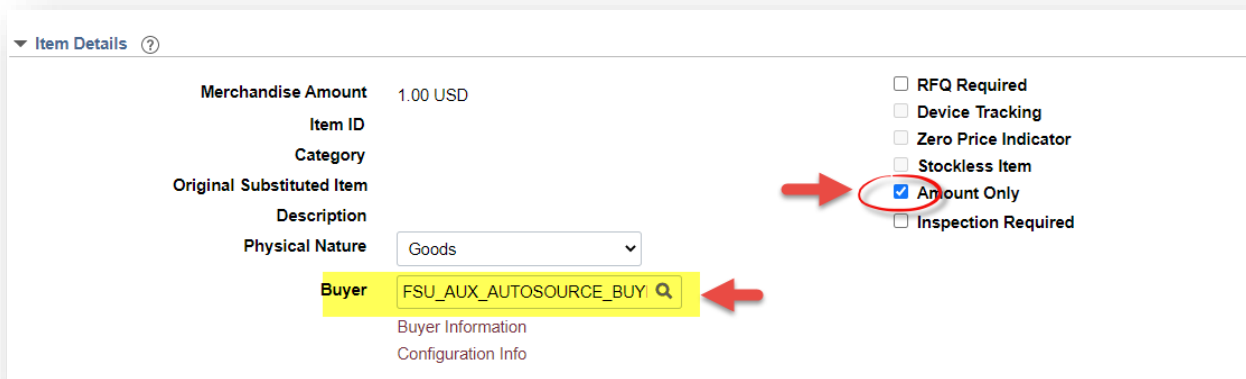 Item Details ?
Merchandise Amount 1.00 USD
Item ID
Category
Original Substituted Item
Description
Physical Nature Goods
Buyer FSU_AUX_AUTOSOURCE_BUY
Buyer Information
Configuration Info
RFQ Required
Device Tracking
Zero Price Indicator
Stockless Item
Amount Only
Inspection Required